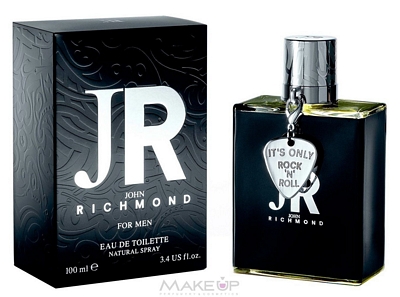 JR
JOHN
RICHMOND
FOR MEN
EAU DE TOILETTE
NATURAL SPRAY
100 ml ℮
3.4 US fl.oz.
IT'S ONLY
ROCK
'N'
ROLL
JR
JOHN
RICHMOND
MAKEUP